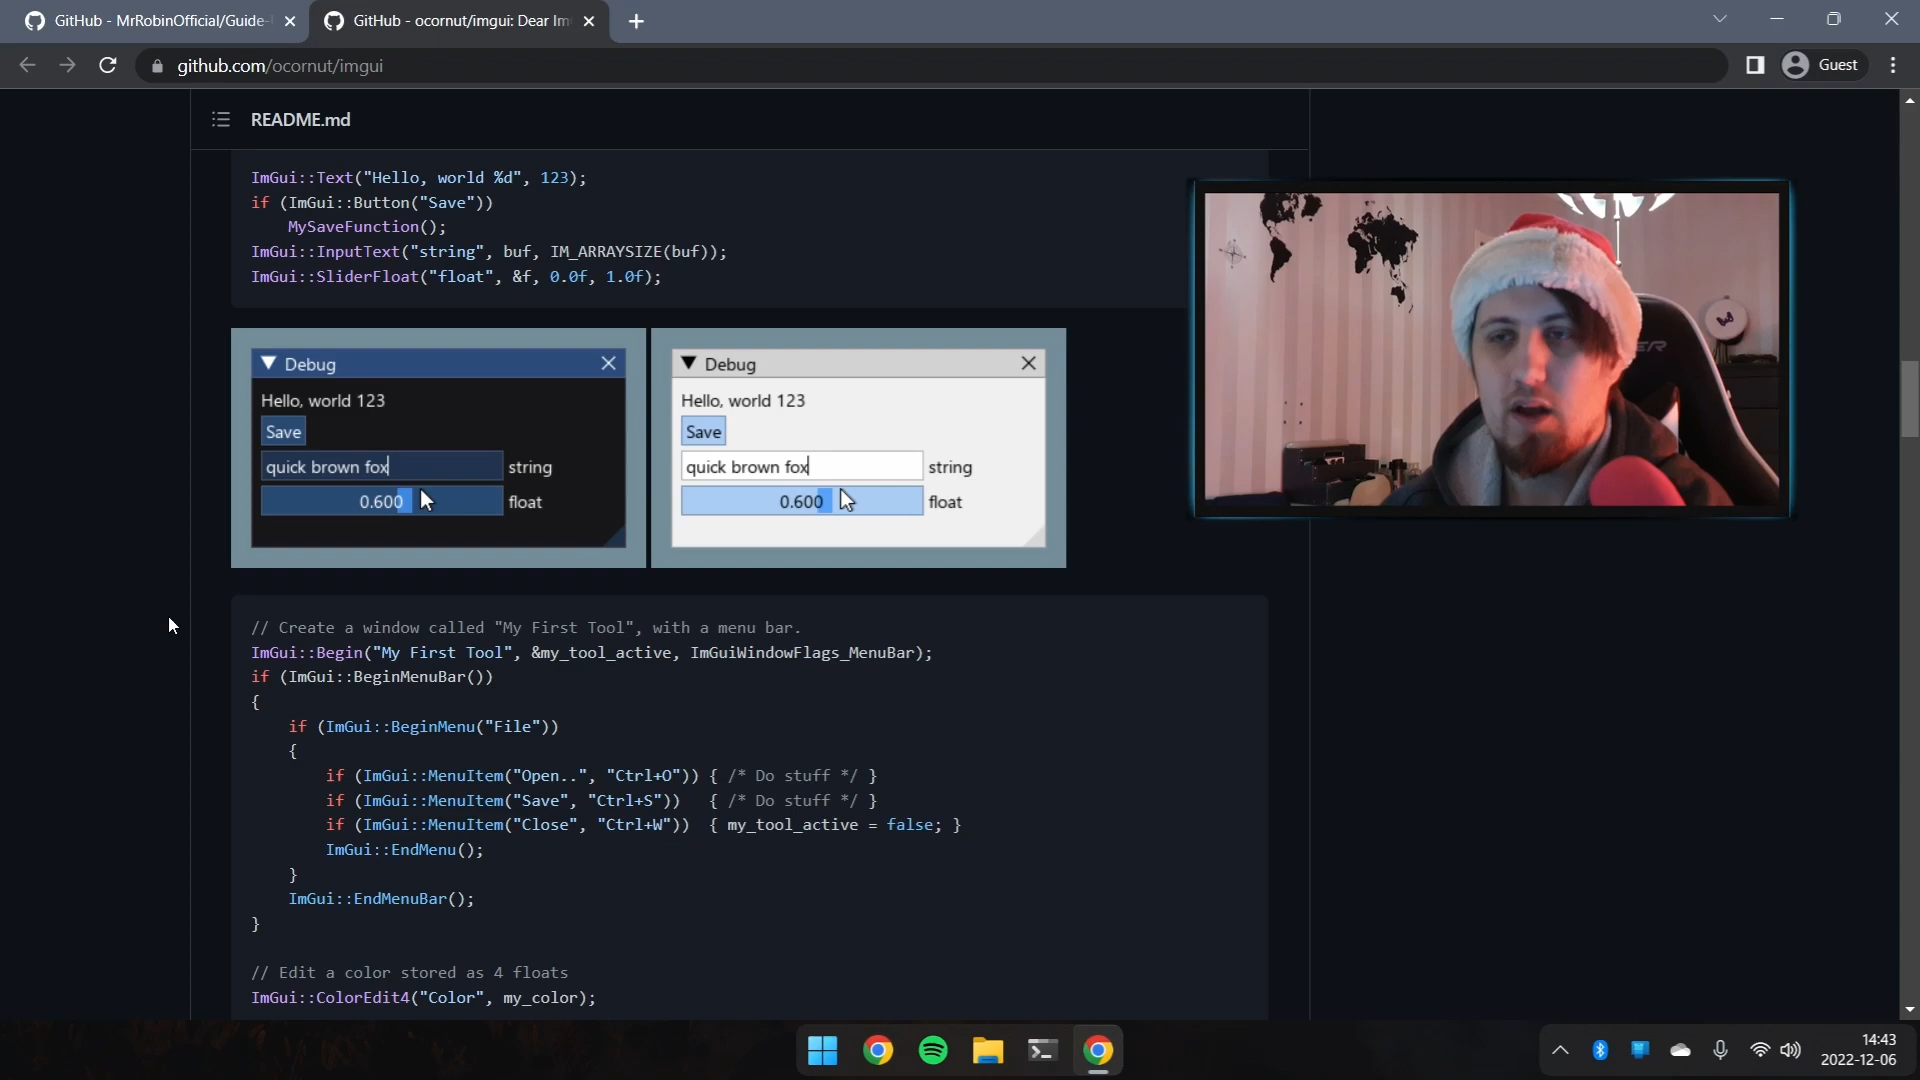 GitHub - MrRobinOfficial/Guide-
GitHub - ocornut/imgui: Dear Im
github.com/ocornut/imgui
Guest
README.md
ImGui::Text("Hello, world %d", 123);
if (ImGui::Button("Save"))
MySaveFunction();
ImGui::InputText("string", buf, IM_ARRAYSIZE(buf));
ImGui::SliderFloat("float", &f, 0.0f, 1.0f);
Debug
Hello, world 123
Save
quick brown fox string
0.600 float
Debug
Hello, world 123
Save
quick brown fox string
0.600 float
// Create a window called "My First Tool", with a menu bar.
ImGui::Begin("My First Tool", &my_tool_active, ImGuiWindowFlags_MenuBar);
if (ImGui::BeginMenuBar())
{
if (ImGui::BeginMenu("File"))
{
if (ImGui::MenuItem("Open..", "Ctrl+O")) { /* Do stuff */ }
if (ImGui::MenuItem("Save", "Ctrl+S")) { /* Do stuff */ }
if (ImGui::MenuItem("Close", "Ctrl+W")) { my_tool_active = false; }
ImGui::EndMenu();
}
ImGui::EndMenuBar();
}
// Edit a color stored as 4 floats
ImGui::ColorEdit4("Color", my_color);
14:43
2022-12-06